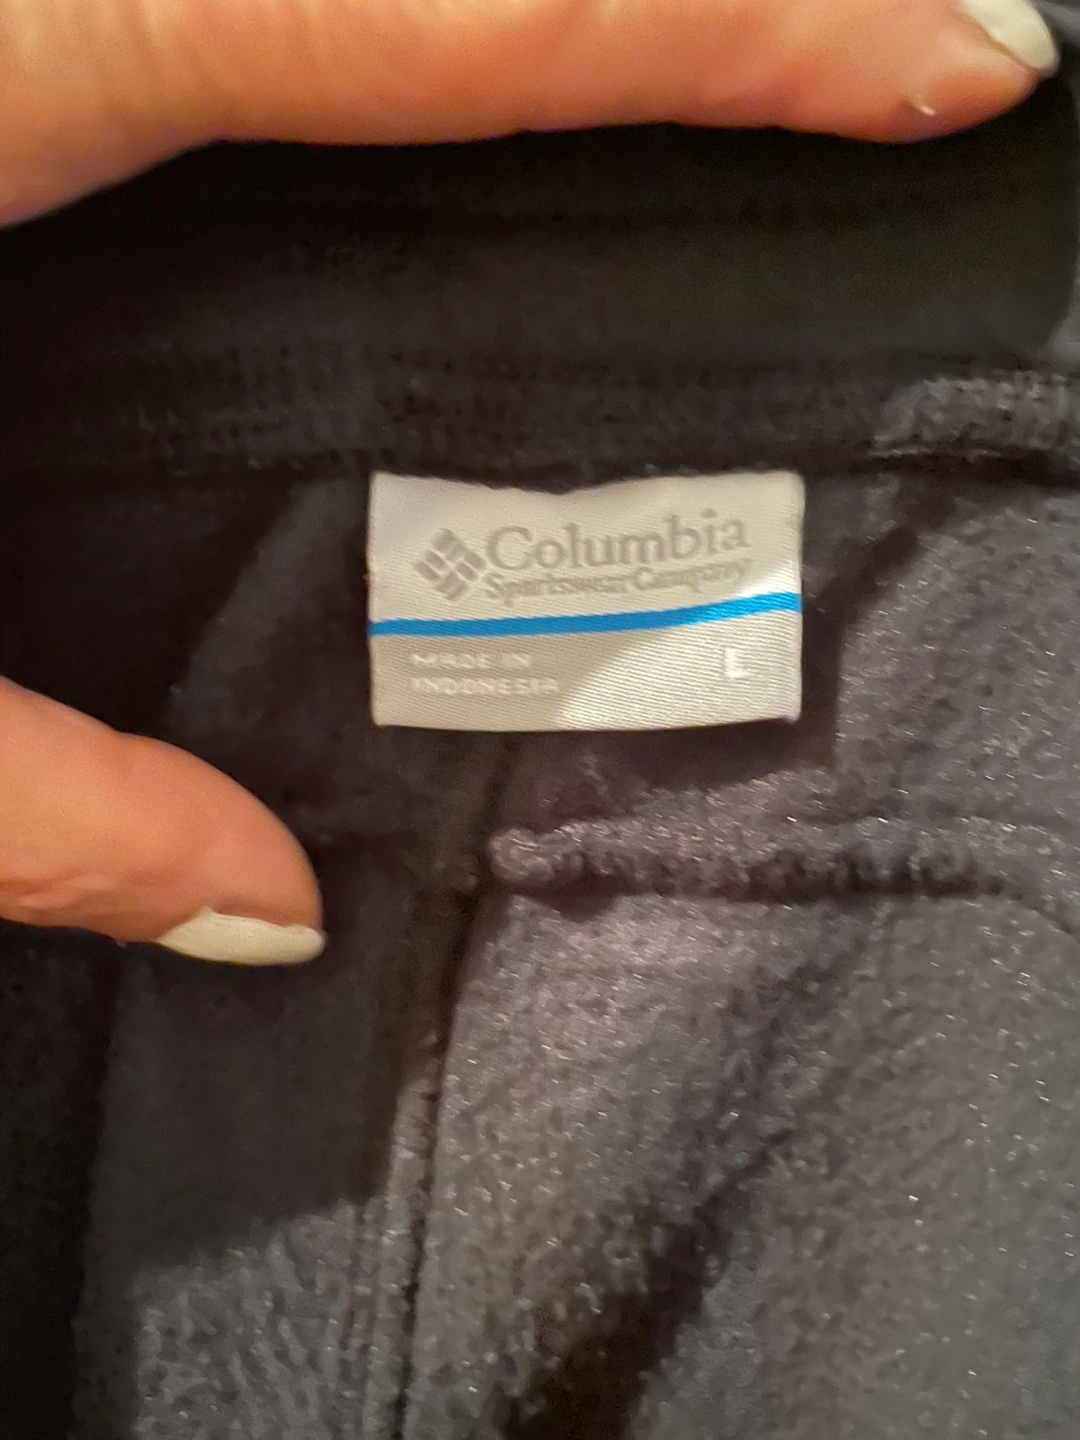 Columbia
Sportswear Company
MADE IN
INDONESIA
L